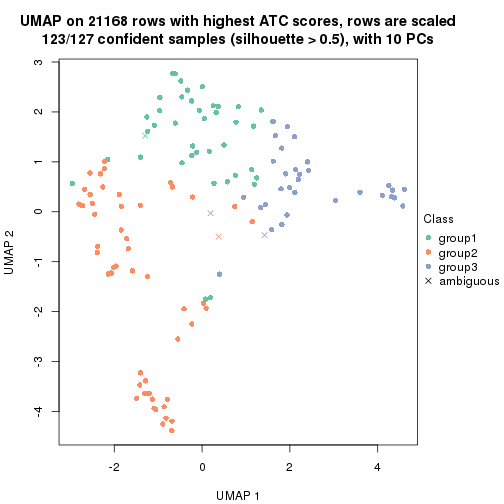 UMAP on 21168 rows with highest ATC scores, rows are scaled
123/127 confident samples (silhouette > 0.5), with 10 PCs
3
2
1
0
-1
-2
-3
-4
UMAP 2
-2
0
2
4
UMAP 1
Class
group1
group2
group3
ambiguous